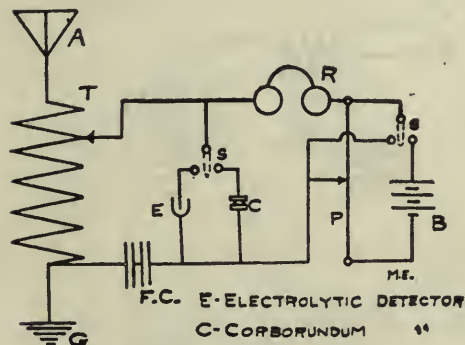 A
T
R
S
S
E
C
P
B
M.E.
F.C.
E-ELECTROLYTIC DETECTOR
G
C-CORBORUNDUM "